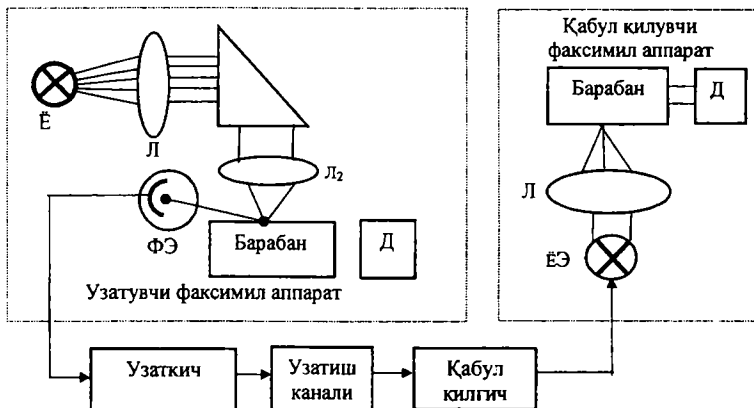 Қабул қилувчи
факсимил аппарат
Барабан
Д
Ё
Л
Л₂
ФЭ
Барабан
Д
Узатувчи факсимил аппарат
Л
ЁЭ
Узаткич
Узатиш
канали
Қабул
қилгич